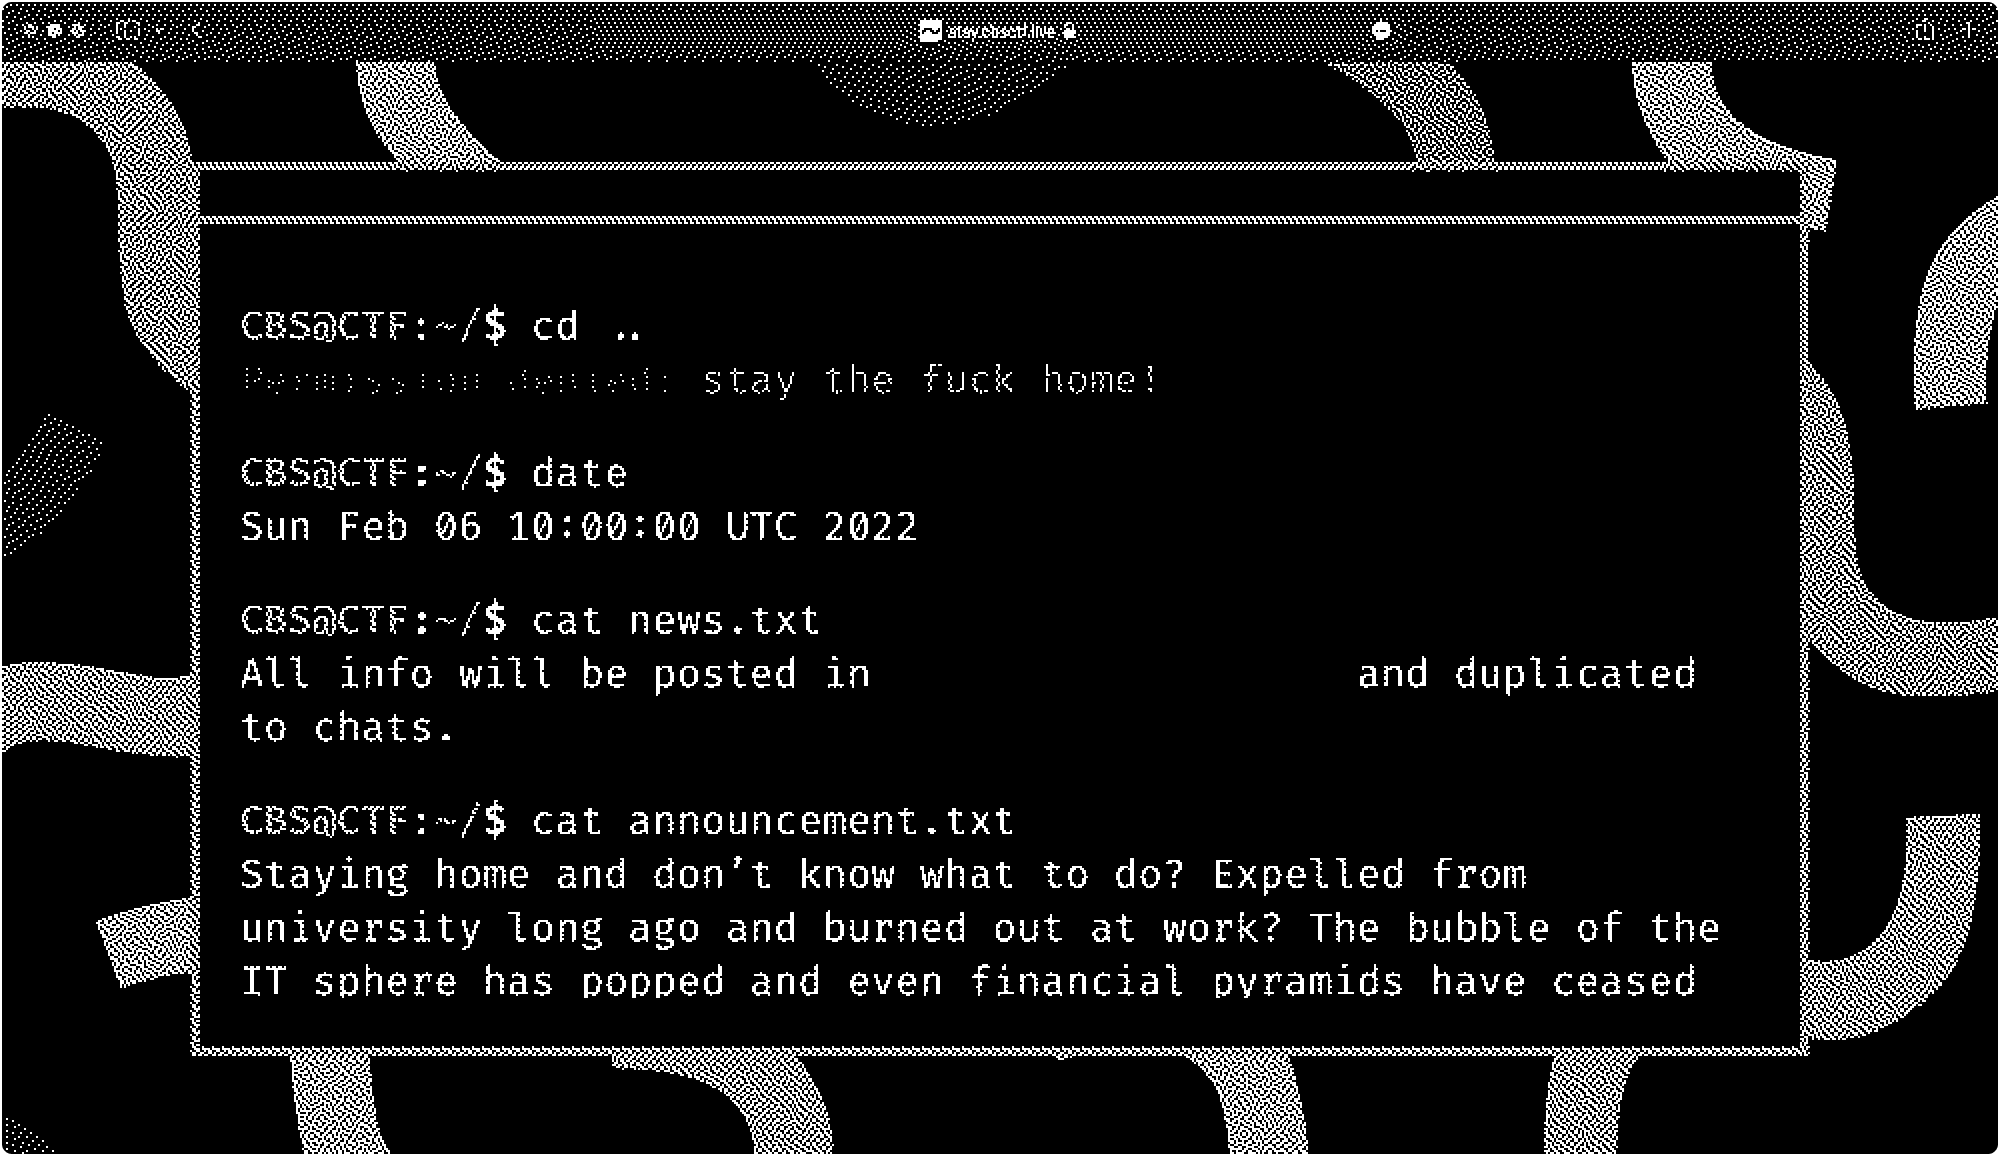 stay.cbsctf.live
CBS@CTF:~/$ cd ..
Permission denied: stay the fuck home!
CBS@CTF:~/$ date
Sun Feb 06 10:00:00 UTC 2022
CBS@CTF:~/$ cat news.txt
All info will be posted in and duplicated
to chats.
CBS@CTF:~/$ cat announcement.txt
Staying home and don’t know what to do? Expelled from
university long ago and burned out at work? The bubble of the
IT sphere has popped and even financial pyramids have ceased